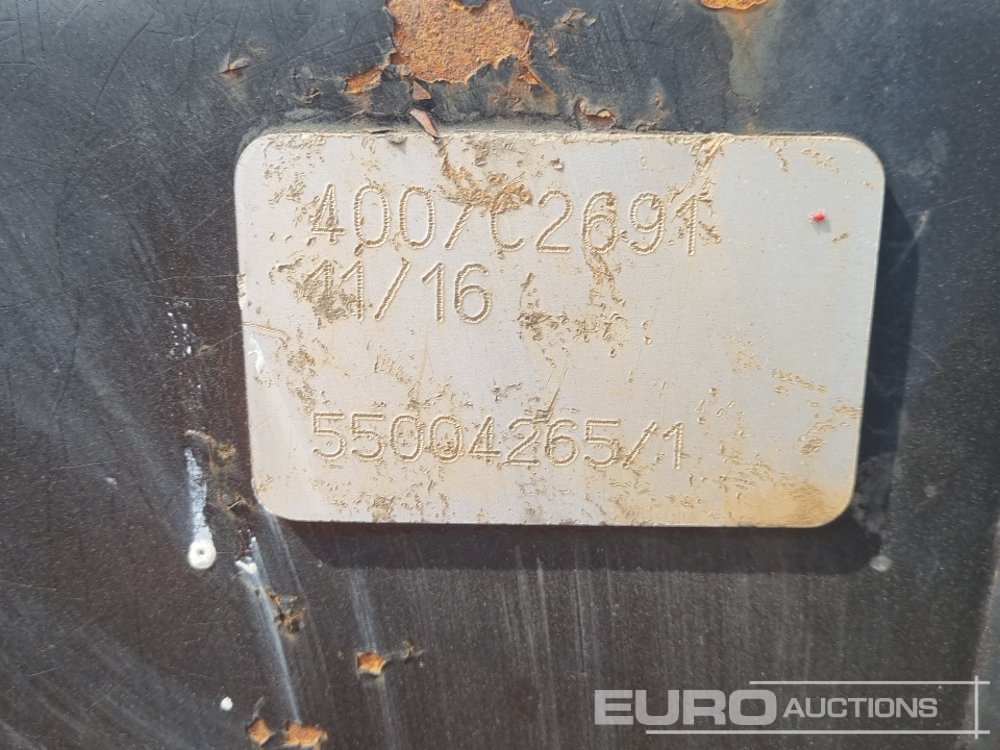 400/C2691
11/16
55004265/1
EURO AUCTIONS